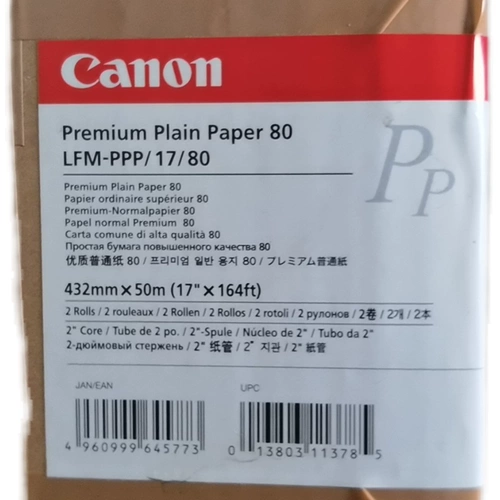 Canon
Premium Plain Paper 80
LFM-PPP/17/80
PP
Premium Plain Paper 80
Papier ordinaire supérieur 80
Premium-Normalpapier 80
Papel normal Premium 80
Carta comune di alta qualità 80
Простая бумага повышенного качества 80
优质普通纸 80 / 프리미엄 일반 용지 80 / プレミアム普通紙
432mm×50m (17"×164ft)
2 Rolls / 2 rouleaux / 2 Rollen / 2 Rollos / 2 rotoli / 2 рулонов / 2卷 / 2개 / 2本
2" Core / Tube de 2 po. / 2"-Spule / Núcleo de 2" / Tubo da 2"
2-дюймовый стержень / 2" 纸管 / 2" 지관 / 2" 紙管
JAN/EAN UPC
4 960999 645773 0 13803 11378 5